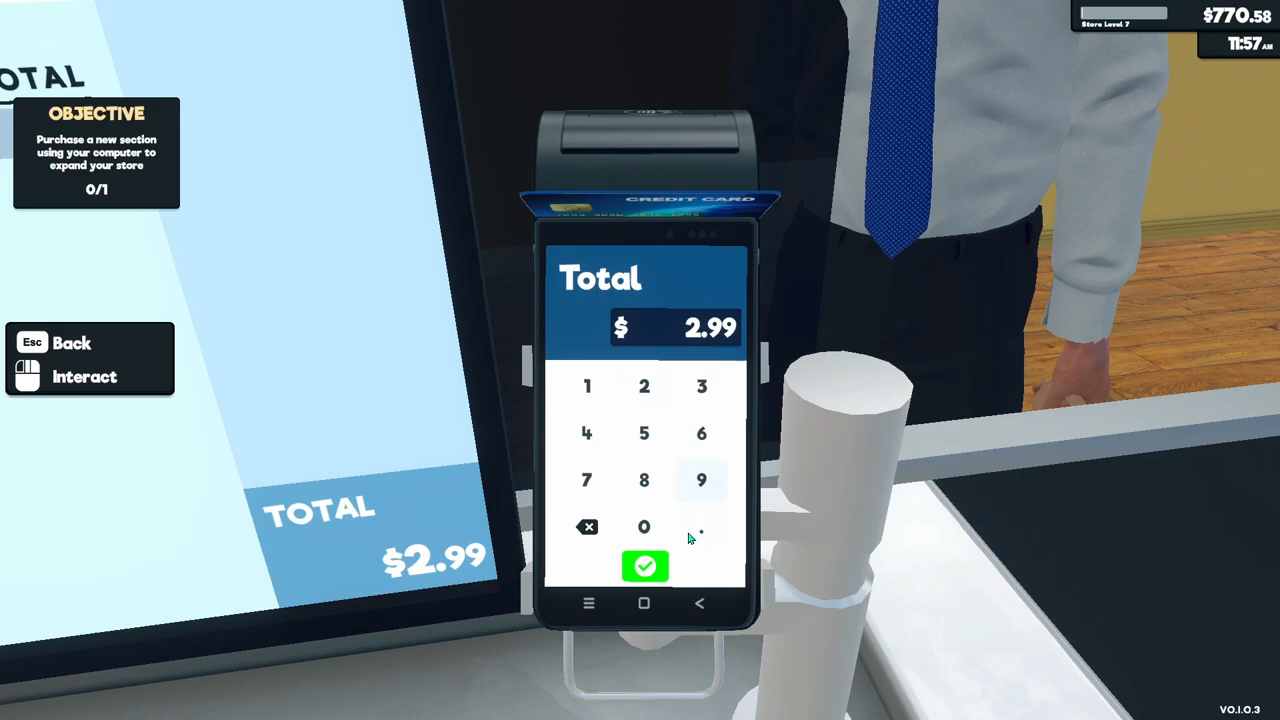 $770.58
Store Level 7
11:57 AM
OTAL
OBJECTIVE
Purchase a new section
using your computer to
expand your store
0/1
Esc Back
Interact
CREDIT CARD
Total
$ 2.99
1 2 3
4 5 6
7 8 9
0 .
TOTAL
$2.99
V0.1.0.3